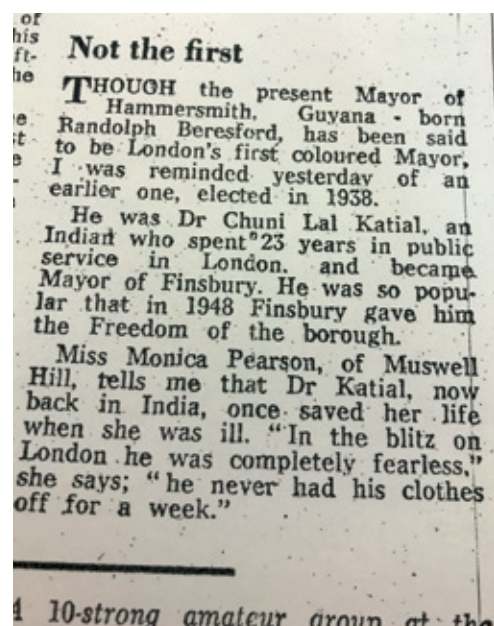 of
his
ft-
he
Not the first
THOUGH the present Mayor of
Hammersmith, Guyana - born
Randolph Beresford, has been said
to be London's first coloured Mayor,
I was reminded yesterday of an
earlier one, elected in 1938.
He was Dr Chuni Lal Katial, an
Indian who spent 23 years in public
service in London, and became
Mayor of Finsbury. He was so popu-
lar that in 1948 Finsbury gave him
the Freedom of the borough.
Miss Monica Pearson, of Muswell
Hill, tells me that Dr Katial, now
back in India, once saved her life
when she was ill. “In the blitz on
London he was completely fearless,”
she says; “he never had his clothes
off for a week.”
10-strong amateur group at the